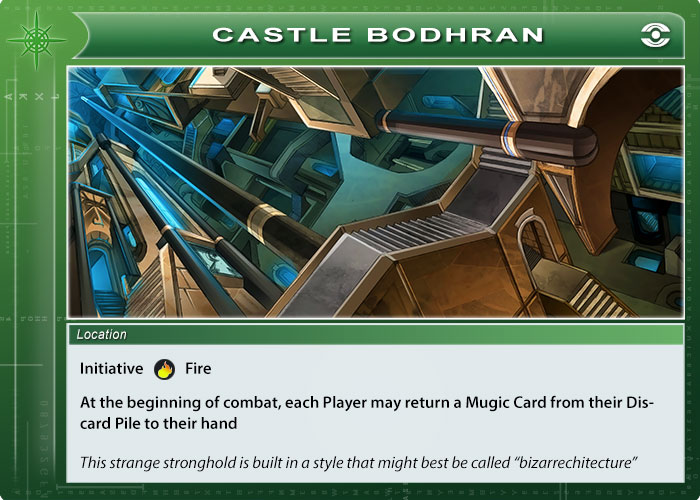 CASTLE BODHRAN
Location
Initiative Fire
At the beginning of combat, each Player may return a Mugic Card from their Dis-
card Pile to their hand
This strange stronghold is built in a style that might best be called “bizarrechitecture”